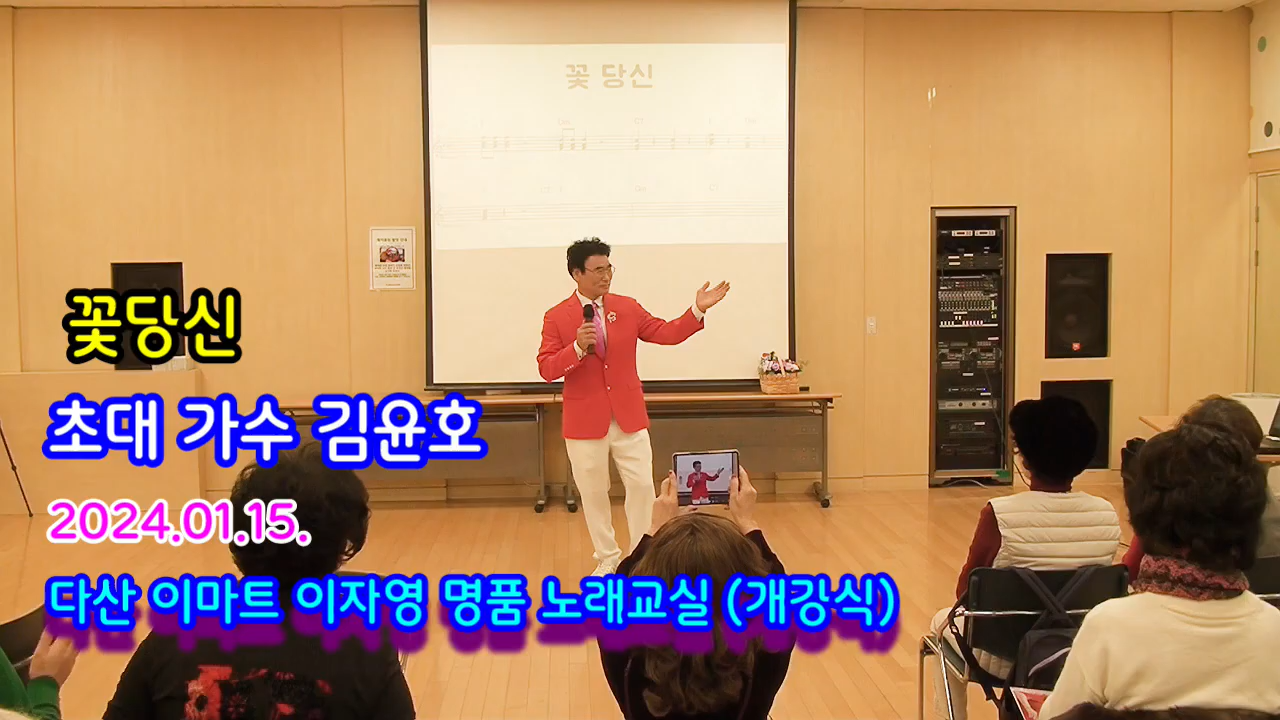 꽃 당신
꽃당신
초대 가수 김윤호
2024.01.15.
다산 이마트 이자영 명품 노래교실 (개강식)